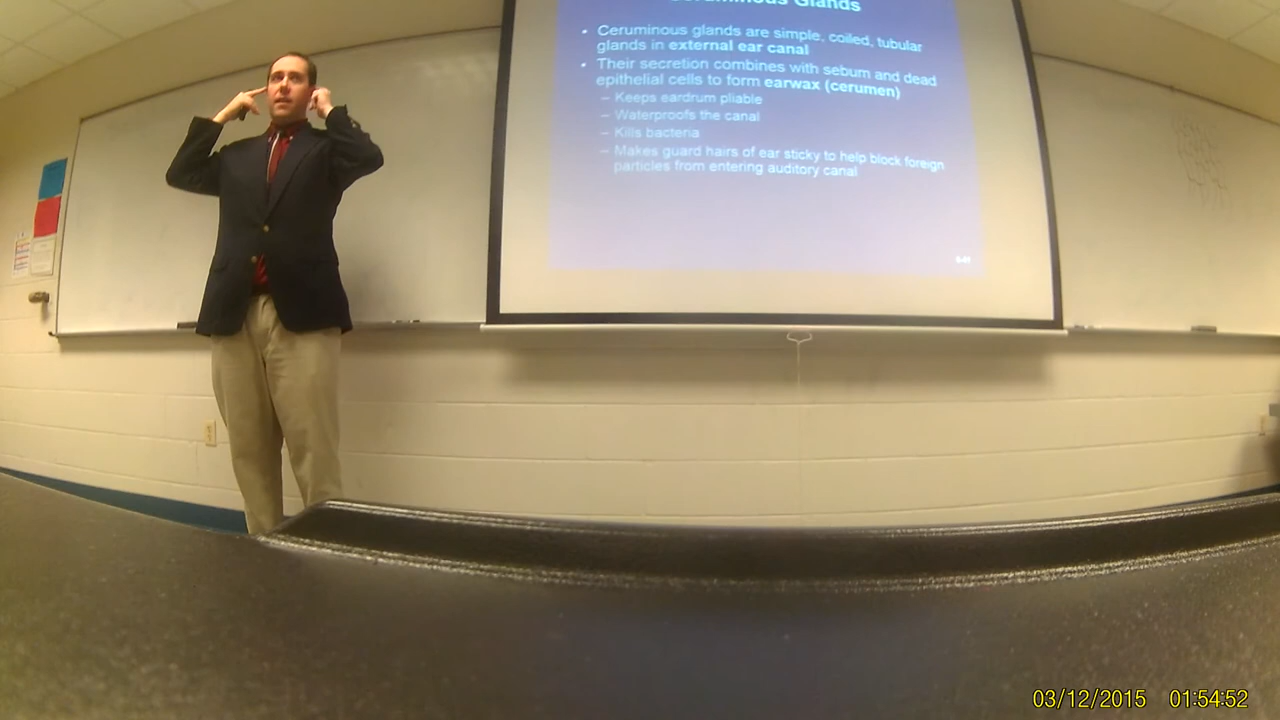 Ceruminous Glands
• Ceruminous glands are simple, coiled, tubular
glands in external ear canal
• Their secretion combines with sebum and dead
epithelial cells to form earwax (cerumen)
– Keeps eardrum pliable
– Waterproofs the canal
– Kills bacteria
– Makes guard hairs of ear sticky to help block foreign
particles from entering auditory canal
03/12/2015 01:54:52